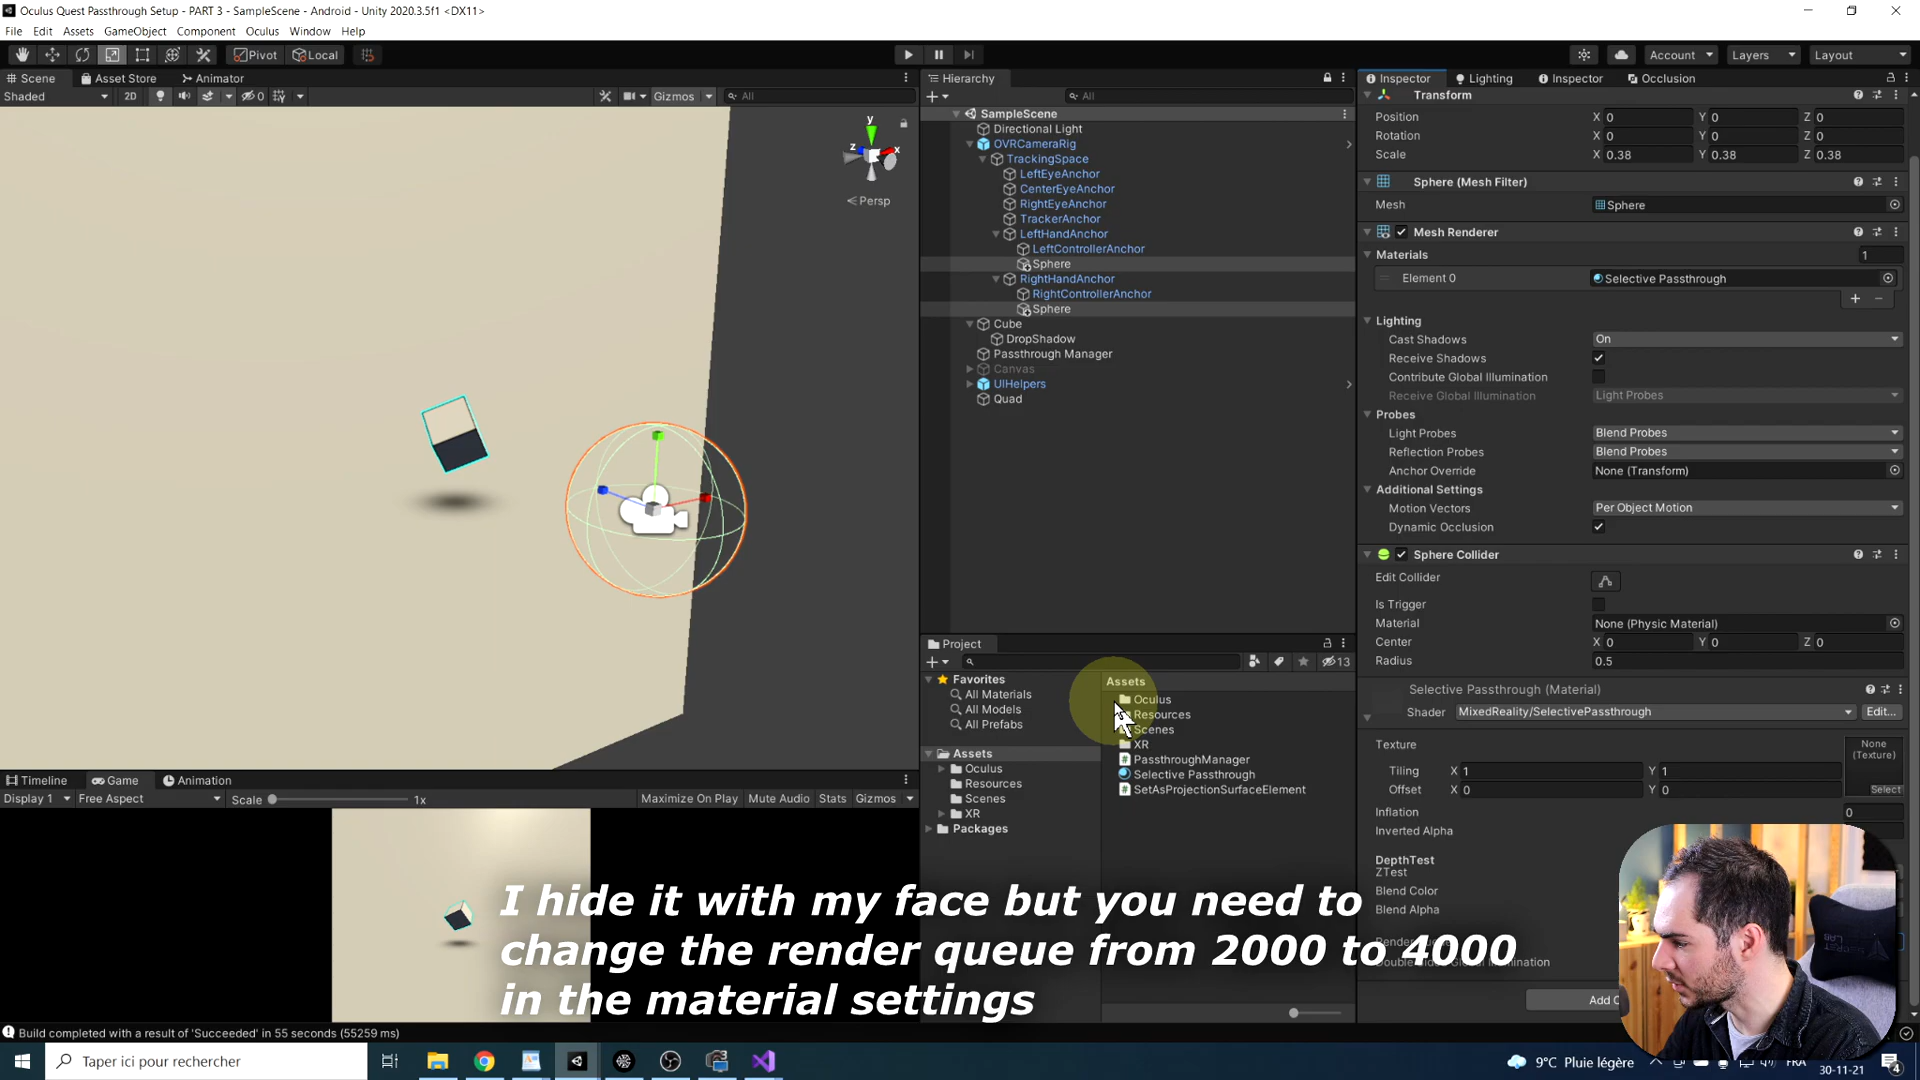 Oculus Quest Passthrough Setup - PART 3 - SampleScene - Android - Unity 2020.3.5f1 <DX11>
File Edit Assets GameObject Component Oculus Window Help
Pivot Local Account Layers Layout
Scene Asset Store Animator
Shaded 2D 0 Gizmos All
y
z x
Persp
Hierarchy
All
SampleScene
Directional Light
OVRCameraRig
TrackingSpace
LeftEyeAnchor
CenterEyeAnchor
RightEyeAnchor
TrackerAnchor
LeftHandAnchor
LeftControllerAnchor
Sphere
RightHandAnchor
RightControllerAnchor
Sphere
Cube
DropShadow
Passthrough Manager
Canvas
UIHelpers
Quad
Inspector Lighting Inspector Occlusion
Transform
Position X 0 Y 0 Z 0
Rotation X 0 Y 0 Z 0
Scale X 0.38 Y 0.38 Z 0.38
Sphere (Mesh Filter)
Mesh Sphere
Mesh Renderer
Materials 1
Element 0 Selective Passthrough
Lighting
Cast Shadows On
Receive Shadows
Contribute Global Illumination
Receive Global Illumination Light Probes
Probes
Light Probes Blend Probes
Reflection Probes Blend Probes
Anchor Override None (Transform)
Additional Settings
Motion Vectors Per Object Motion
Dynamic Occlusion
Sphere Collider
Edit Collider
Is Trigger
Material None (Physic Material)
Center X 0 Y 0 Z 0
Radius 0.5
Selective Passthrough (Material)
Shader MixedReality/SelectivePassthrough Edit...
Texture
None
(Texture)
Tiling X 1 Y 1
Offset X 0 Y 0
Select
Inflation 0
Inverted Alpha
DepthTest
ZTest
Blend Color
Blend Alpha
Illumination
Project
13
Favorites
All Materials
All Models
All Prefabs
Assets
Oculus
Resources
Scenes
XR
Packages
Assets
Oculus
Resources
Scenes
XR
PassthroughManager
Selective Passthrough
SetAsProjectionSurfaceElement
Timeline Game Animation
Display 1 Free Aspect Scale 1x Maximize On Play Mute Audio Stats Gizmos
I hide it with my face but you need to
change the render queue from 2000 to 4000
in the material settings
Build completed with a result of 'Succeeded' in 55 seconds (55259 ms)
Taper ici pour rechercher
9°C Pluie légère
FRA
30-11-21
4